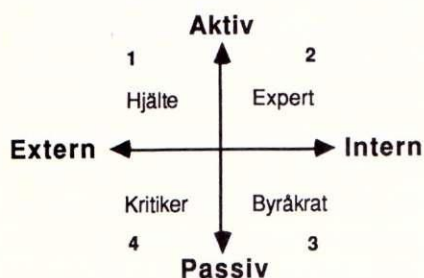 Aktiv
1 2
Hjälte Expert
Extern Intern
Kritiker Byråkrat
4 3
Passiv